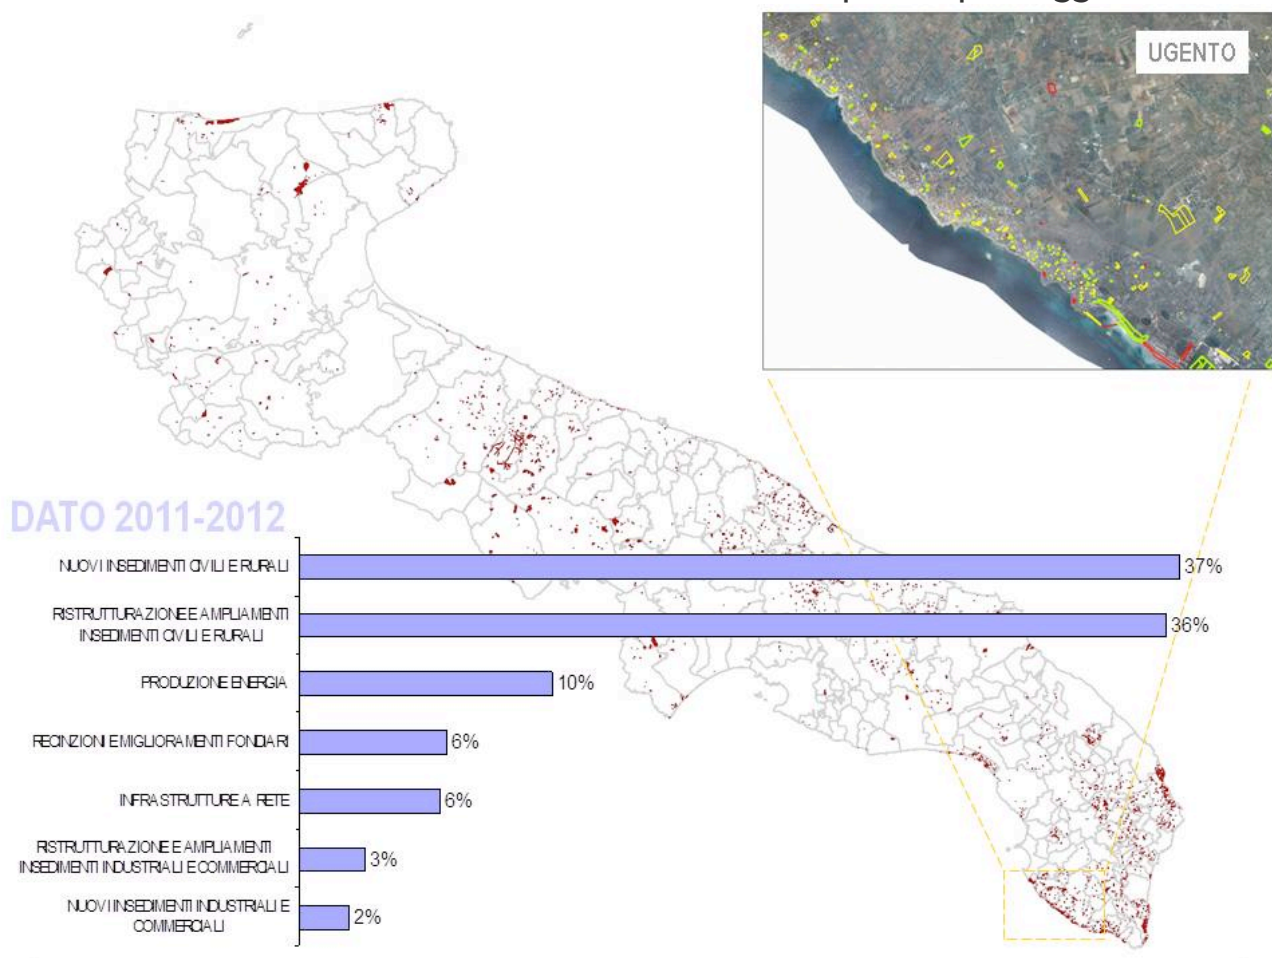 UGENTO
DATO 2011-2012
NUOVI INSEDIMENTI CIVILI E RURALI
37%
RISTRUTTURAZIONE E AMPLIAMENTI
INSEDIMENTI CIVILI E RURALI
36%
PRODUZIONE ENERGIA
10%
RECINZIONI E MIGLIORAMENTI FONDIARI
6%
INFRASTRUTTURE A RETE
6%
RISTRUTTURAZIONE E AMPLIAMENTI
INSEDIMENTI INDUSTRIALI E COMMERCIALI
3%
NUOVI INSEDIMENTI INDUSTRIALI E
COMMERCIALI
2%